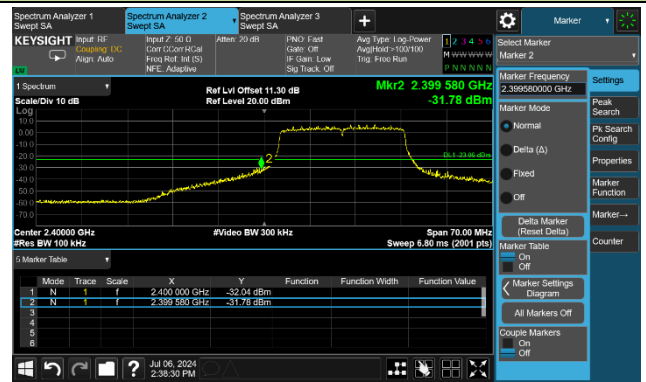 Spectrum Analyzer 1
Swept SA
Spectrum Analyzer 2
Swept SA
Spectrum Analyzer 3
Swept SA
Marker
KEYSIGHT
Input: RF
Coupling: DC
Align: Auto
Input Z: 50 Ω
Corr CCorr RCal
Freq Ref: Int (S)
NFE: Adaptive
Atten: 20 dB
PNO: Fast
Gate: Off
IF Gain: Low
Sig Track: Off
Avg Type: Log-Power
Avg|Hold:>100/100
Trig: Free Run
1 2 3 4 5 6
M W W W W W
P N N N N N
LW
1 Spectrum
Scale/Div 10 dB
Log
Ref Lvl Offset 11.30 dB
Ref Level 20.00 dBm
Mkr2 2.399 580 GHz
-31.78 dBm
10.0
0.00
-10.0
-20.0
-30.0
-40.0
-50.0
-60.0
-70.0
2
DL1 -23.06 dBm
Center 2.40000 GHz
#Res BW 100 kHz
#Video BW 300 kHz
Span 70.00 MHz
Sweep 6.80 ms (2001 pts)
5 Marker Table
Mode Trace Scale X Y Function Function Width Function Value
1 N 1 f 2.400 000 GHz -32.04 dBm
2 N 1 f 2.399 580 GHz -31.78 dBm
3
4
5
6
Jul 06, 2024
2:38:30 PM
Select Marker
Marker 2
Marker Frequency
2.399580000 GHz
Marker Mode
Normal
Delta (Δ)
Fixed
Off
Delta Marker
(Reset Delta)
Marker Table
On
Off
Marker Settings
Diagram
All Markers Off
Couple Markers
On
Off
Settings
Peak
Search
Pk Search
Config
Properties
Marker
Function
Marker→
Counter